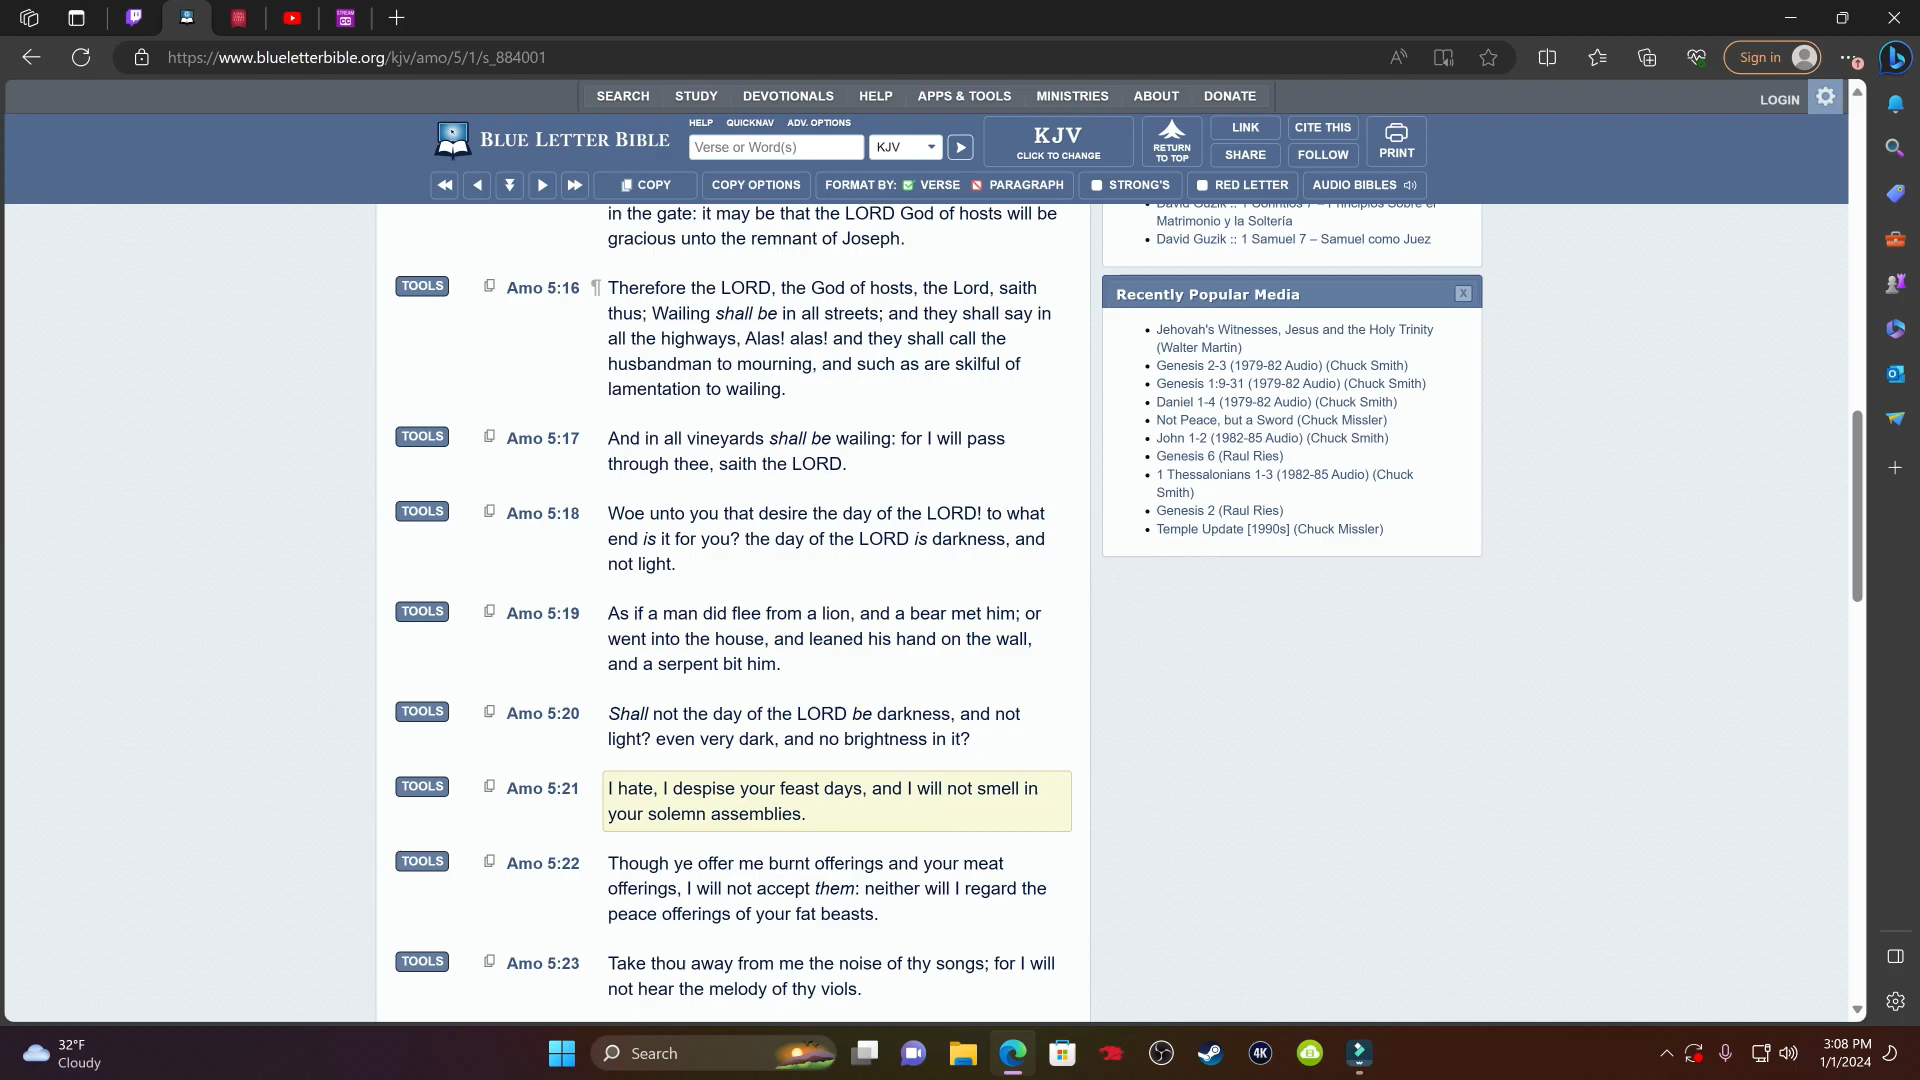 https://www.blueletterbible.org/kjv/amo/5/1/s_884001
Sign in
SEARCH STUDY DEVOTIONALS HELP APPS & TOOLS MINISTRIES ABOUT DONATE
LOGIN
BLUE LETTER BIBLE
HELP QUICKNAV ADV. OPTIONS
Verse or Word(s)
KJV
KJV
CLICK TO CHANGE
RETURN
TO TOP
LINK
CITE THIS
SHARE
FOLLOW
PRINT
COPY
COPY OPTIONS
FORMAT BY: VERSE PARAGRAPH
STRONG'S
RED LETTER
AUDIO BIBLES
in the gate: it may be that the LORD God of hosts will be
gracious unto the remnant of Joseph.
TOOLS Amo 5:16 ¶ Therefore the LORD, the God of hosts, the Lord, saith
thus; Wailing shall be in all streets; and they shall say in
all the highways, Alas! alas! and they shall call the
husbandman to mourning, and such as are skilful of
lamentation to wailing.
TOOLS Amo 5:17 And in all vineyards shall be wailing: for I will pass
through thee, saith the LORD.
TOOLS Amo 5:18 Woe unto you that desire the day of the LORD! to what
end is it for you? the day of the LORD is darkness, and
not light.
TOOLS Amo 5:19 As if a man did flee from a lion, and a bear met him; or
went into the house, and leaned his hand on the wall,
and a serpent bit him.
TOOLS Amo 5:20 Shall not the day of the LORD be darkness, and not
light? even very dark, and no brightness in it?
TOOLS Amo 5:21 I hate, I despise your feast days, and I will not smell in
your solemn assemblies.
TOOLS Amo 5:22 Though ye offer me burnt offerings and your meat
offerings, I will not accept them: neither will I regard the
peace offerings of your fat beasts.
TOOLS Amo 5:23 Take thou away from me the noise of thy songs; for I will
not hear the melody of thy viols.
David Guzik :: 1 Corintios 7 – Principios Sobre el
Matrimonio y la Soltería
David Guzik :: 1 Samuel 7 – Samuel como Juez
Recently Popular Media
X
Jehovah's Witnesses, Jesus and the Holy Trinity
(Walter Martin)
Genesis 2-3 (1979-82 Audio) (Chuck Smith)
Genesis 1:9-31 (1979-82 Audio) (Chuck Smith)
Daniel 1-4 (1979-82 Audio) (Chuck Smith)
Not Peace, but a Sword (Chuck Missler)
John 1-2 (1982-85 Audio) (Chuck Smith)
Genesis 6 (Raul Ries)
1 Thessalonians 1-3 (1982-85 Audio) (Chuck
Smith)
Genesis 2 (Raul Ries)
Temple Update [1990s] (Chuck Missler)
32°F
Cloudy
Search
4K
3:08 PM
1/1/2024